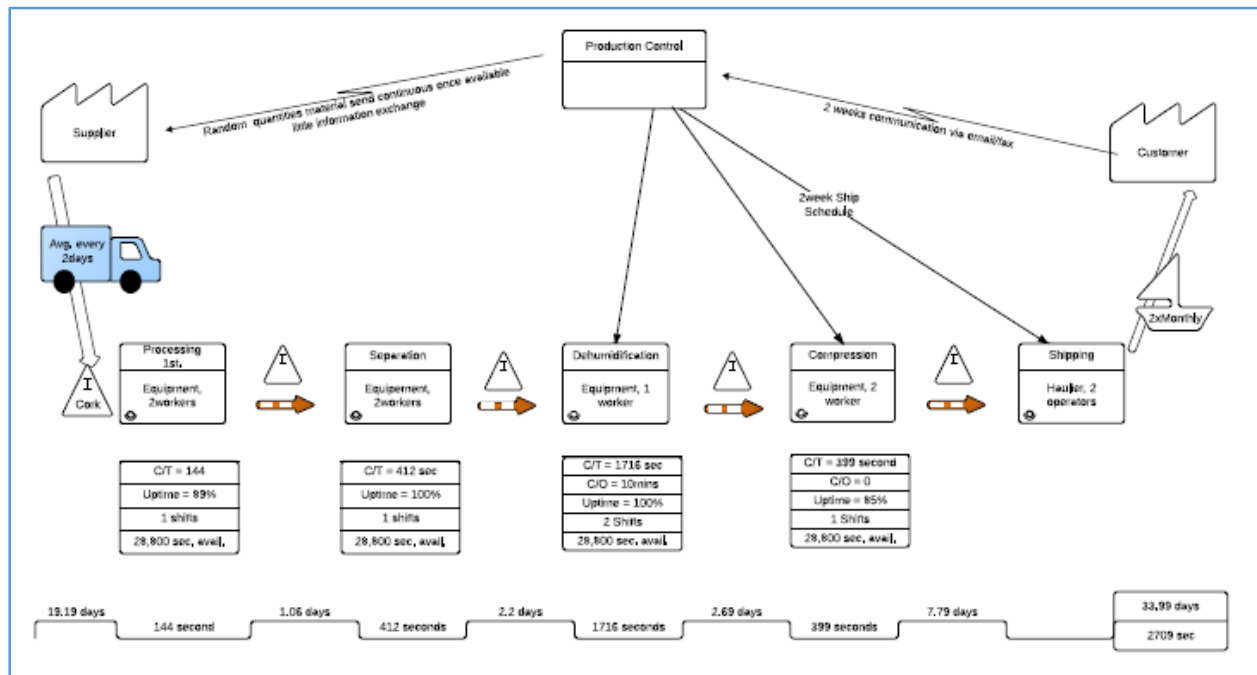 Production Control
Supplier
Random quantities material send continuous once available
little information exchange
2 weeks communication via email/fax
Customer
2week Ship
Schedule
Avg, every
2days
2xMonthly
I
Cork
Processing
1st.
Equipment,
2workers
I
Separation
Equipement,
2workers
I
Dehumidification
Equipment, 1
worker
I
Compression
Equipment, 2
worker
I
Shipping
Haulier, 2
operators
C/T = 144
Uptime = 89%
1 shifts
28,800 sec, avail.
C/T = 412 sec
Uptime = 100%
1 shifts
28,800 sec, avail.
C/T = 1716 sec
C/O = 10mins
Uptime = 100%
2 Shifts
28,800 sec, avail.
C/T = 399 second
C/O = 0
Uptime = 85%
1 Shifts
28,800 sec, avail.
19.19 days
144 second
1.06 days
412 seconds
2.2 days
1716 seconds
2.69 days
399 seconds
7.79 days
33.99 days
2709 sec